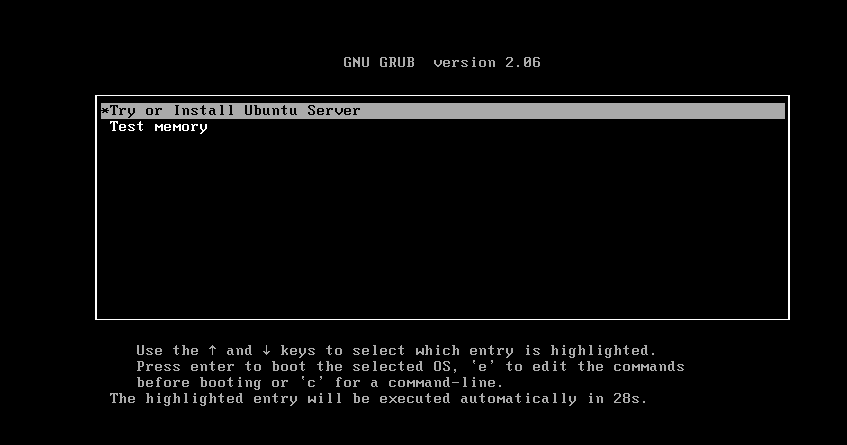 GNU GRUB  version 2.06
*Try or Install Ubuntu Server
Test memory
Use the ↑ and ↓ keys to select which entry is highlighted.
Press enter to boot the selected OS, `e' to edit the commands
before booting or `c' for a command-line.
The highlighted entry will be executed automatically in 28s.